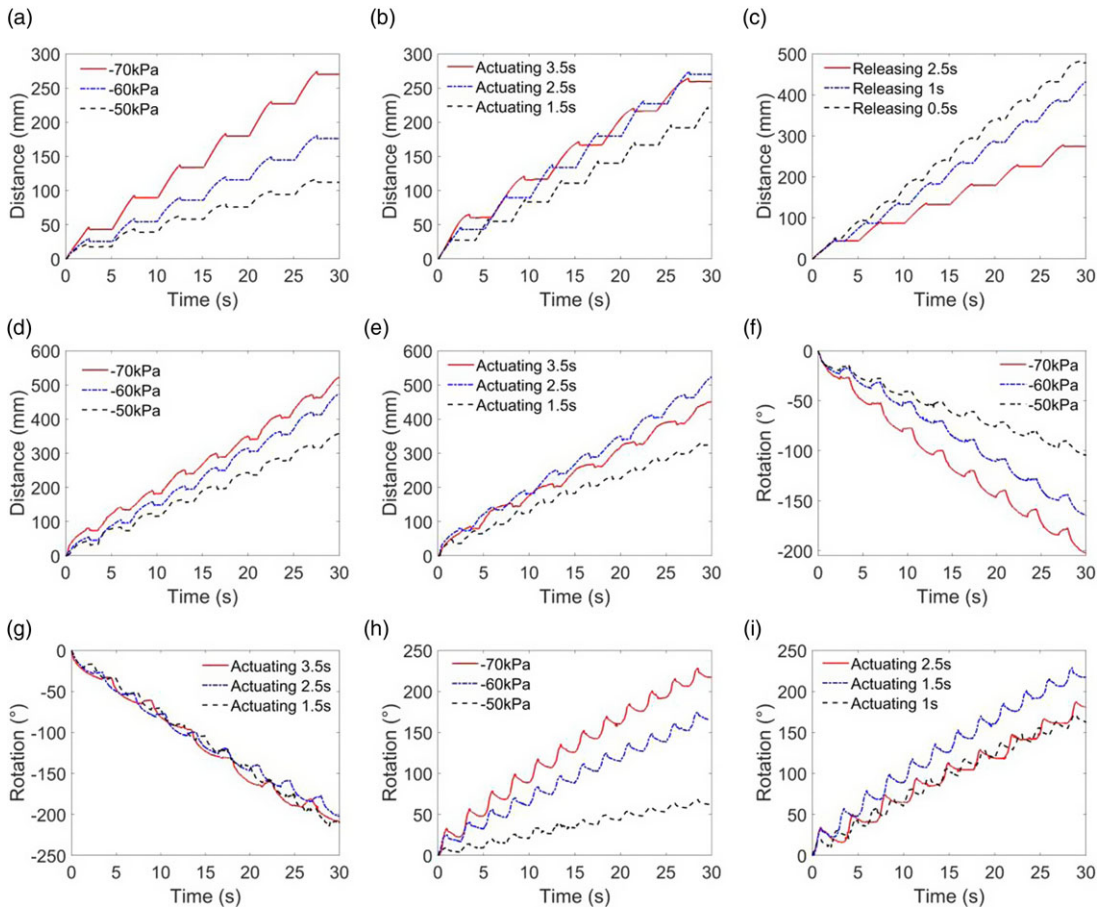 (a)
300
250
200
150
100
50
0
Distance (mm)
-70kPa
-60kPa
-50kPa
0 5 10 15 20 25 30
Time (s)
(b)
300
250
200
150
100
50
0
Distance (mm)
Actuating 3.5s
Actuating 2.5s
Actuating 1.5s
0 5 10 15 20 25 30
Time (s)
(c)
500
400
300
200
100
0
Distance (mm)
Releasing 2.5s
Releasing 1s
Releasing 0.5s
0 5 10 15 20 25 30
Time (s)
(d)
600
500
400
300
200
100
0
Distance (mm)
-70kPa
-60kPa
-50kPa
0 5 10 15 20 25 30
Time (s)
(e)
600
500
400
300
200
100
0
Distance (mm)
Actuating 3.5s
Actuating 2.5s
Actuating 1.5s
0 5 10 15 20 25 30
Time (s)
(f)
0
-50
-100
-150
-200
Rotation (°)
-70kPa
-60kPa
-50kPa
0 5 10 15 20 25 30
Time (s)
(g)
0
-50
-100
-150
-200
-250
Rotation (°)
Actuating 3.5s
Actuating 2.5s
Actuating 1.5s
0 5 10 15 20 25 30
Time (s)
(h)
250
200
150
100
50
0
Rotation (°)
-70kPa
-60kPa
-50kPa
0 5 10 15 20 25 30
Time (s)
(i)
250
200
150
100
50
0
Rotation (°)
Actuating 2.5s
Actuating 1.5s
Actuating 1s
0 5 10 15 20 25 30
Time (s)